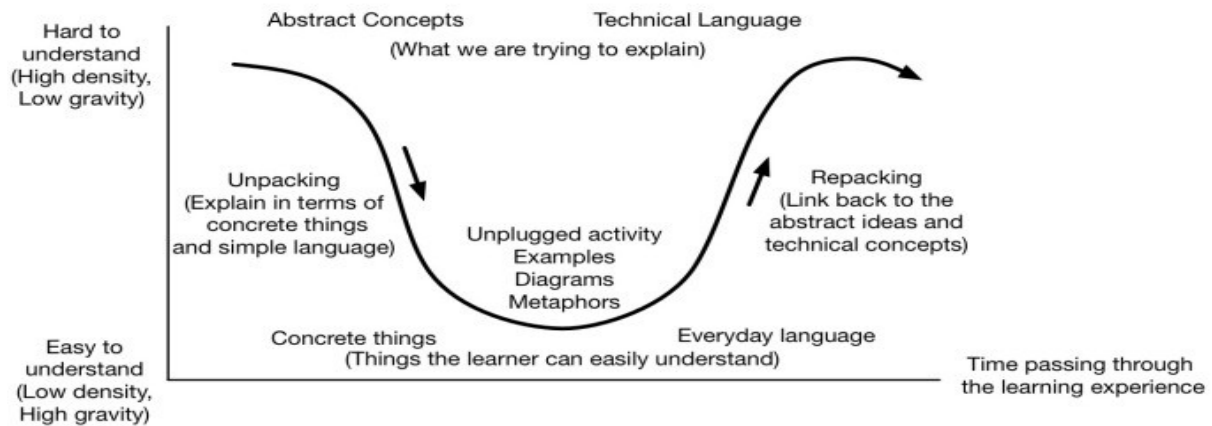 Abstract Concepts
Technical Language
(What we are trying to explain)
Hard to
understand
(High density,
Low gravity)
Unpacking
(Explain in terms of
concrete things
and simple language)
Repacking
(Link back to the
abstract ideas and
technical concepts)
Unplugged activity
Examples
Diagrams
Metaphors
Concrete things
Everyday language
(Things the learner can easily understand)
Easy to
understand
(Low density,
High gravity)
Time passing through
the learning experience